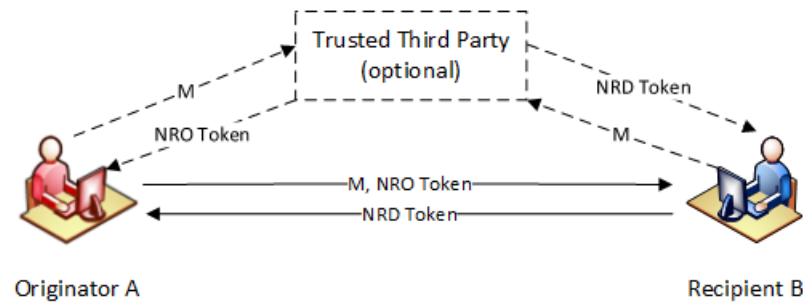 Trusted Third Party
(optional)
M
NRD Token
NRO Token
M
M, NRO Token
NRD Token
Originator A
Recipient B